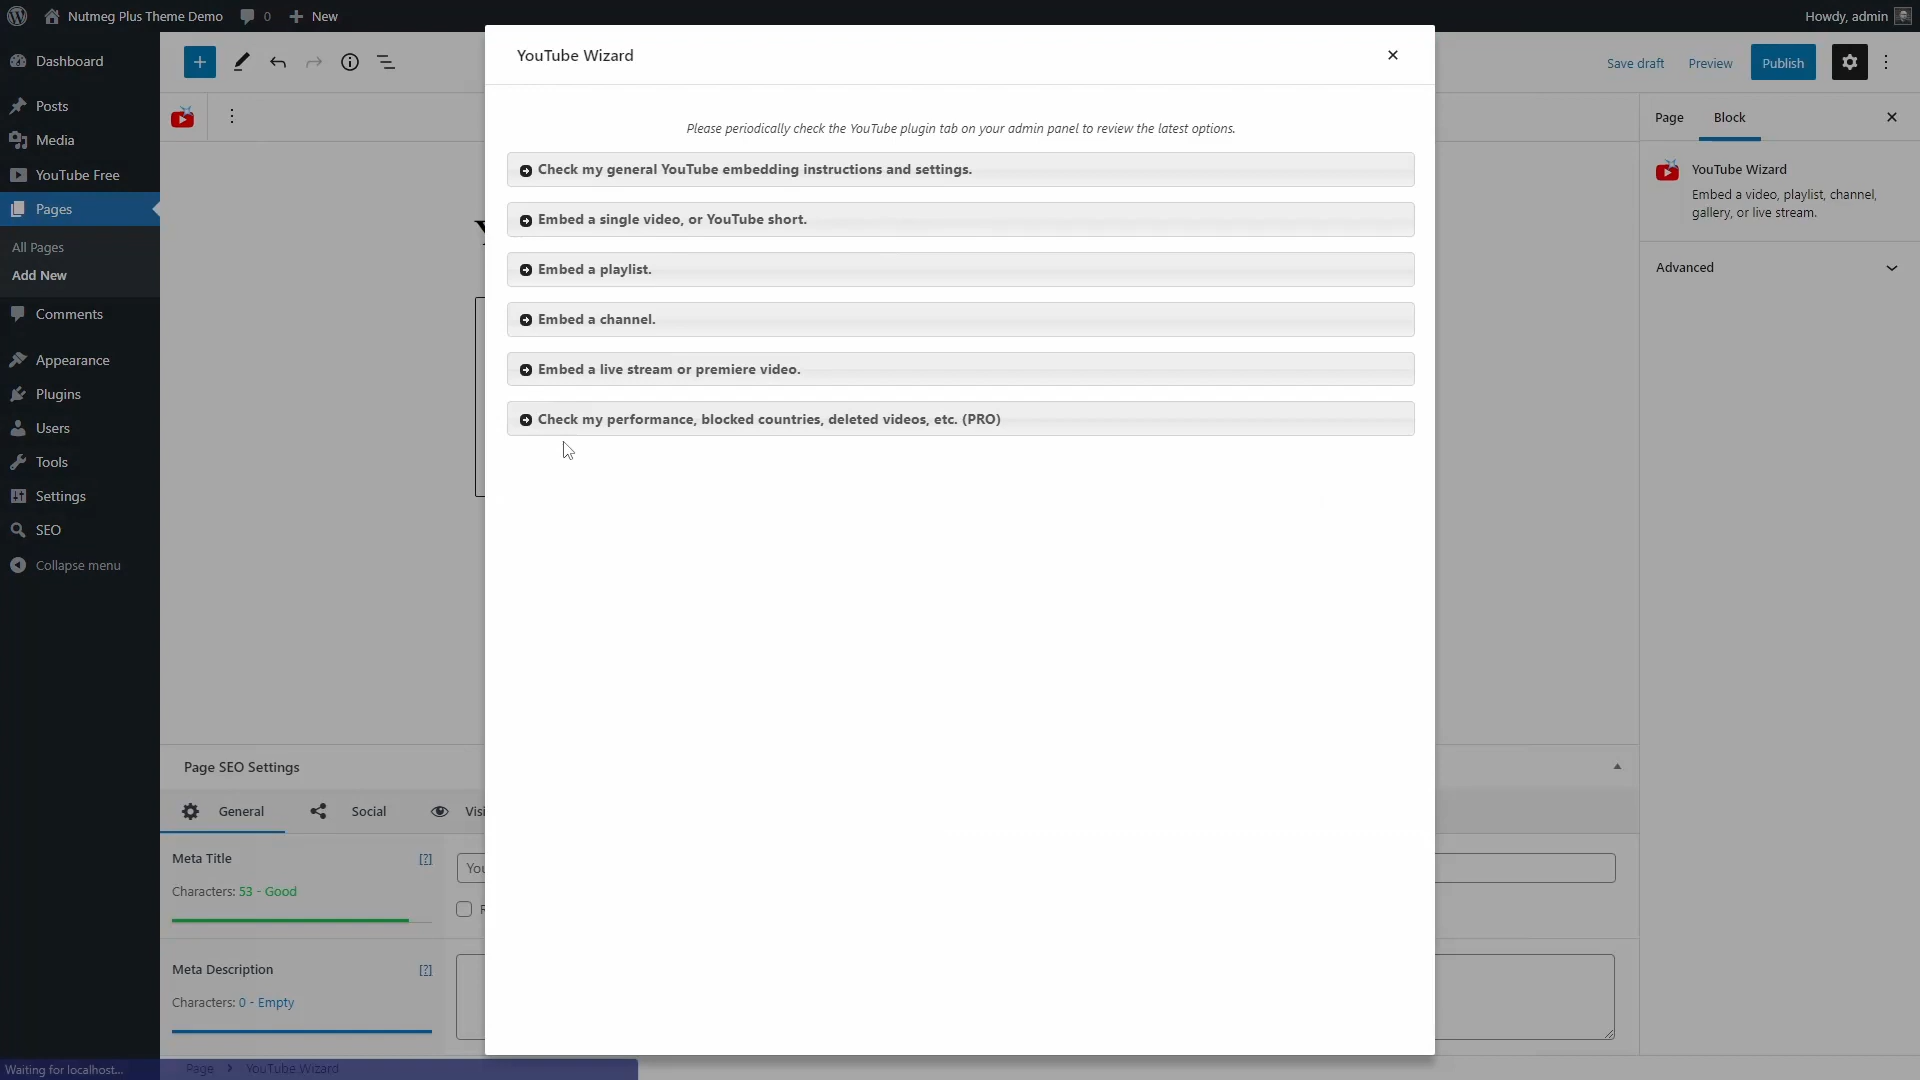 Nutmeg Plus Theme Demo
0
New
Howdy, admin
Dashboard
Posts
Media
YouTube Free
Pages
All Pages
Add New
Comments
Appearance
Plugins
Users
Tools
Settings
SEO
Collapse menu
Save draft
Preview
Publish
YouTube Wizard
Please periodically check the YouTube plugin tab on your admin panel to review the latest options.
Check my general YouTube embedding instructions and settings.
Embed a single video, or YouTube short.
Embed a playlist.
Embed a channel.
Embed a live stream or premiere video.
Check my performance, blocked countries, deleted videos, etc. (PRO)
Page
Block
YouTube Wizard
Embed a video, playlist, channel,
gallery, or live stream.
Advanced
Page SEO Settings
General
Social
Meta Title
[?]
Characters: 53 - Good
Meta Description
[?]
Characters: 0 - Empty
Waiting for localhost...
Page
YouTube Wizard